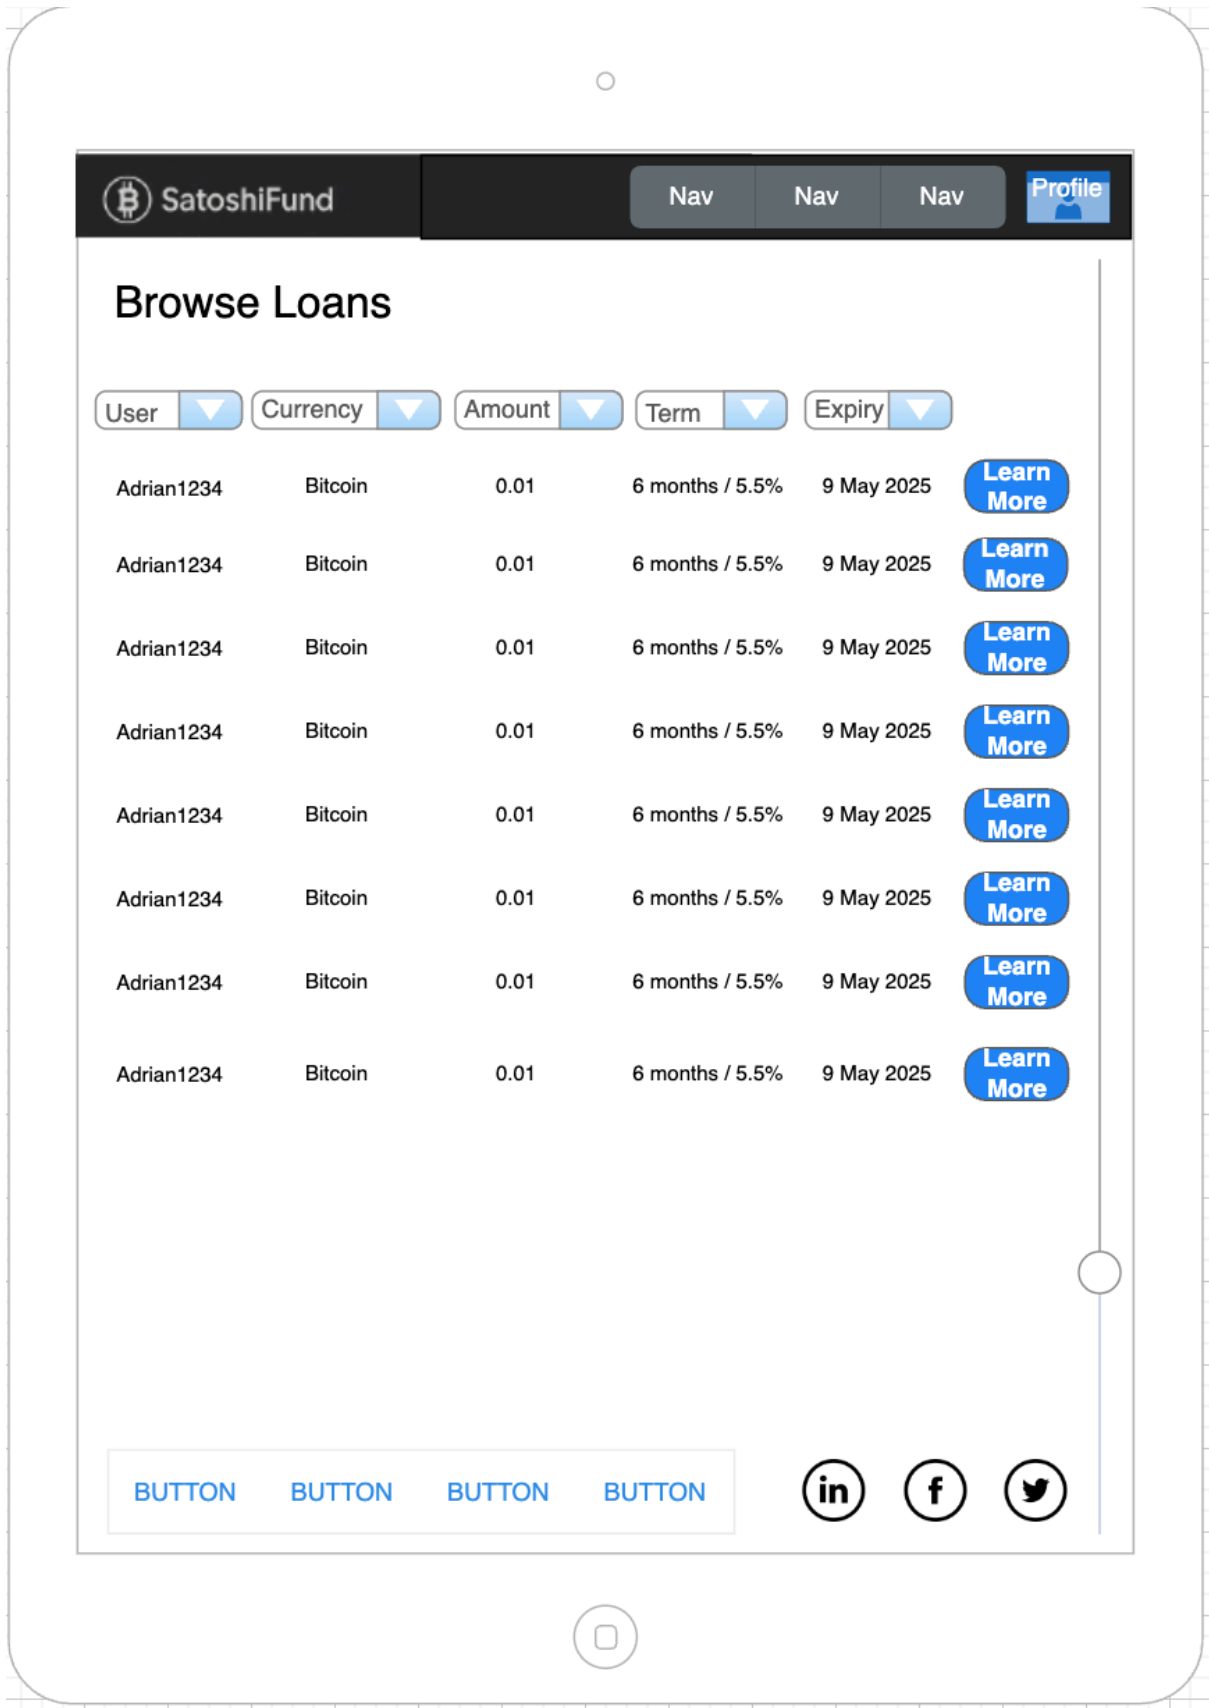 SatoshiFund Nav Nav Nav Profile
Browse Loans
User Currency Amount Term Expiry
Adrian1234 Bitcoin 0.01 6 months / 5.5% 9 May 2025 Learn More
Adrian1234 Bitcoin 0.01 6 months / 5.5% 9 May 2025 Learn More
Adrian1234 Bitcoin 0.01 6 months / 5.5% 9 May 2025 Learn More
Adrian1234 Bitcoin 0.01 6 months / 5.5% 9 May 2025 Learn More
Adrian1234 Bitcoin 0.01 6 months / 5.5% 9 May 2025 Learn More
Adrian1234 Bitcoin 0.01 6 months / 5.5% 9 May 2025 Learn More
Adrian1234 Bitcoin 0.01 6 months / 5.5% 9 May 2025 Learn More
Adrian1234 Bitcoin 0.01 6 months / 5.5% 9 May 2025 Learn More
BUTTON BUTTON BUTTON BUTTON in f